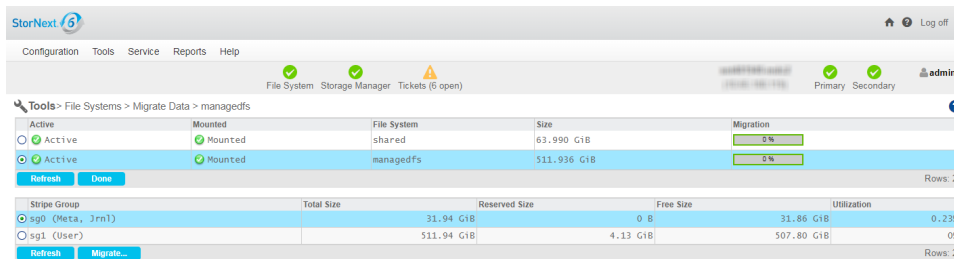 StorNext 6
Log off
Configuration Tools Service Reports Help
File System Storage Manager Tickets (6 open) Primary Secondary admin
Tools> File Systems > Migrate Data > managedfs
Active Mounted File System Size Migration
Active Mounted shared 63.990 GiB 0 %
Active Mounted managedfs 511.936 GiB 0 %
Refresh Done Rows:
Stripe Group Total Size Reserved Size Free Size Utilization
sg0 (Meta, Jrnl) 31.94 GiB 0 B 31.86 GiB 0.23
sg1 (User) 511.94 GiB 4.13 GiB 507.80 GiB
Refresh Migrate... Rows: